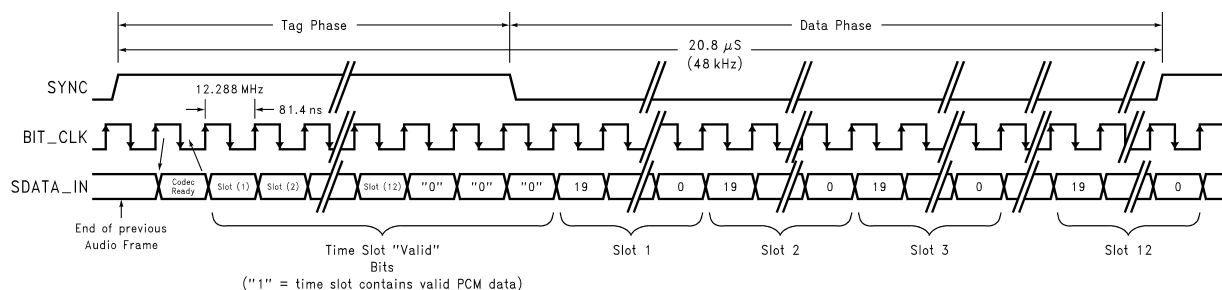 Tag Phase
Data Phase
20.8 μS
(48 kHz)
SYNC
12.288 MHz
81.4 ns
BIT_CLK
SDATA_IN
Codec
Ready
Slot (1)
Slot (2)
Slot (12)
"0"
"0"
"0"
19
0
19
0
19
0
19
0
End of previous
Audio Frame
Time Slot "Valid"
Bits
("1" = time slot contains valid PCM data)
Slot 1
Slot 2
Slot 3
Slot 12